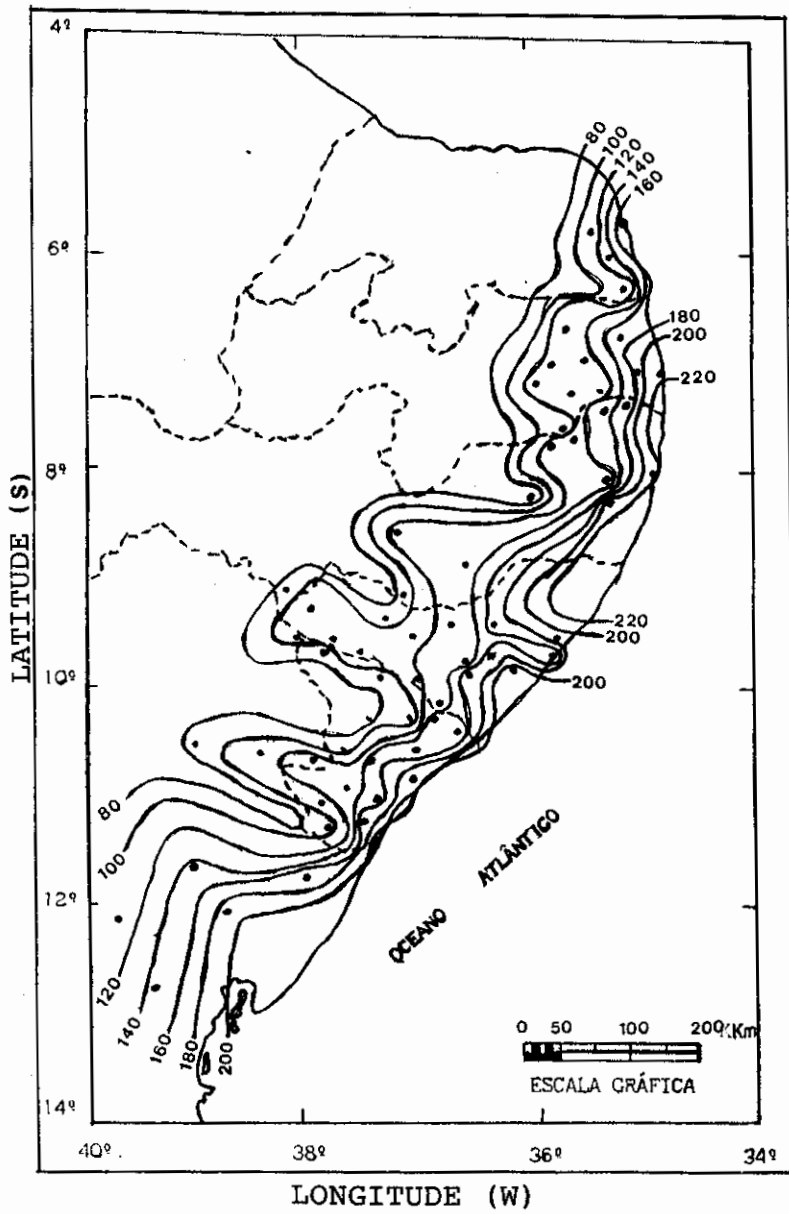 4º
80
100
120
140
160
6º
180
200
220
8º
220
200
200
10º
80
100
12º
120
140
160
180
200
14º
OCEANO ATLÂNTICO
0 50 100 200 Km
ESCALA GRÁFICA
40º 38º 36º 34º
LATITUDE (S)
LONGITUDE (W)